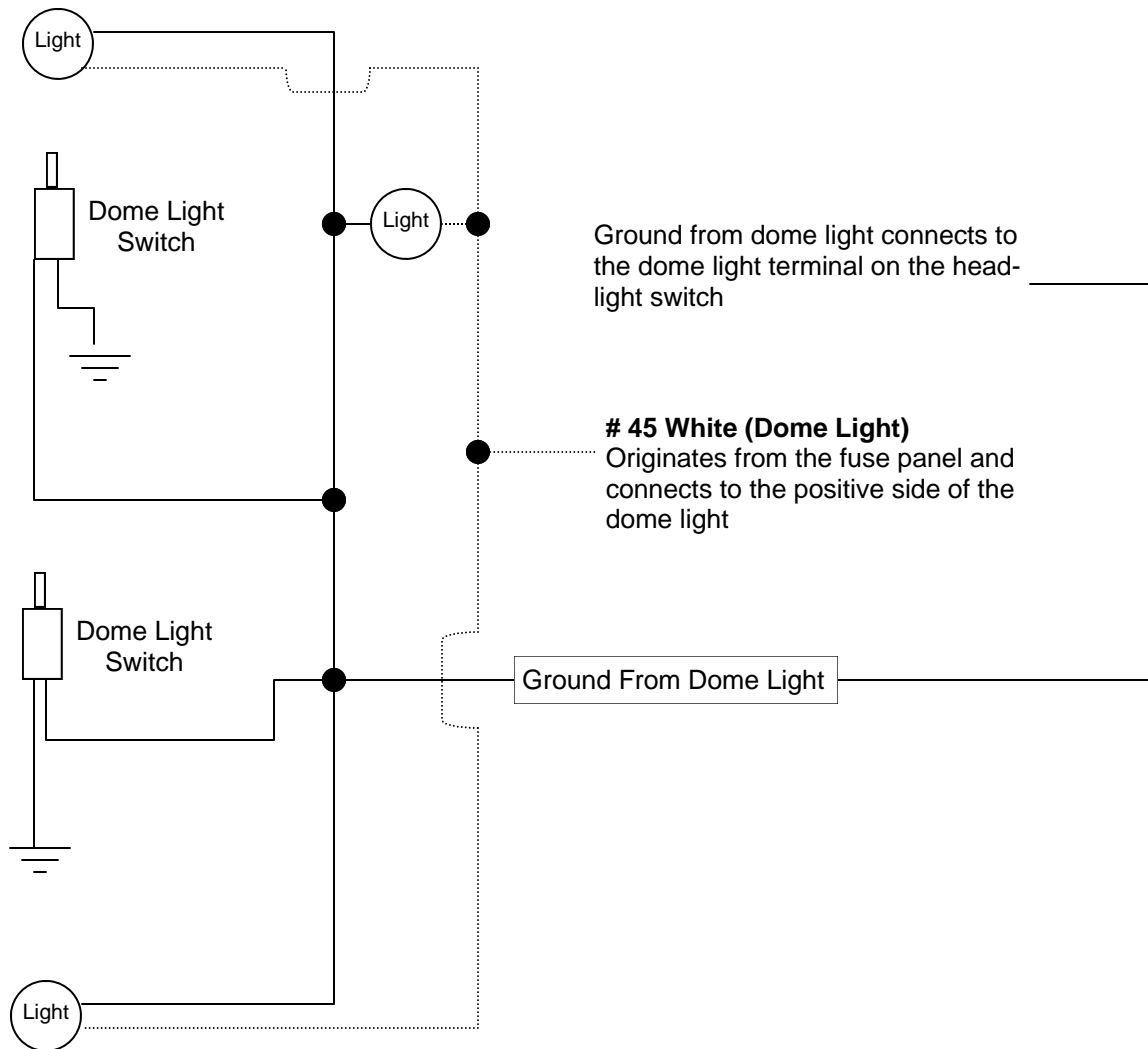 Light
Dome Light
Switch
Light
Ground from dome light connects to
the dome light terminal on the head-
light switch
# 45 White (Dome Light)
Originates from the fuse panel and
connects to the positive side of the
dome light
Dome Light
Switch
Ground From Dome Light
Light